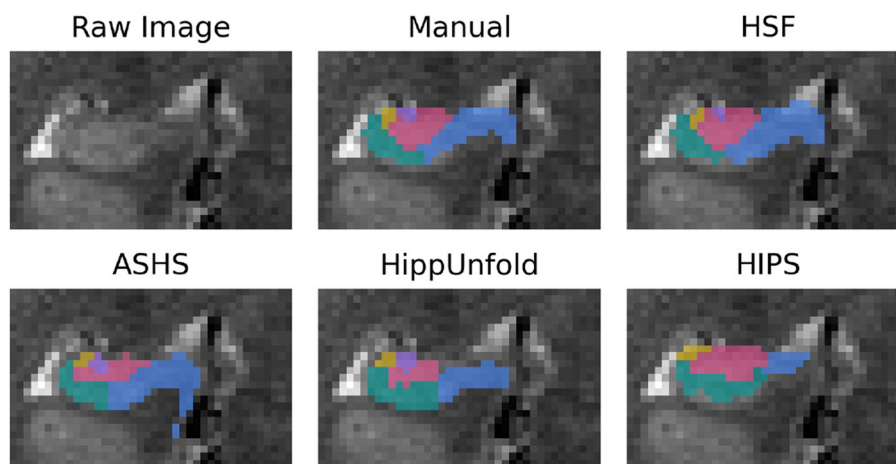 Raw Image
Manual
HSF
ASHS
HippUnfold
HIPS